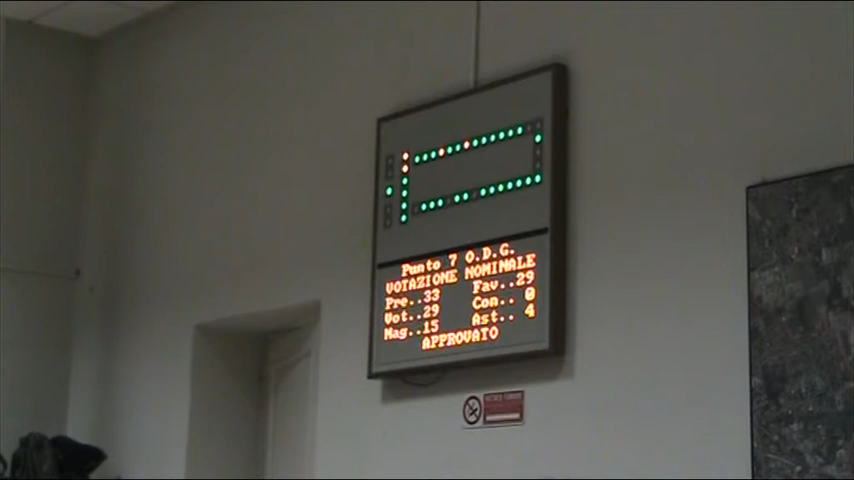 Punto 7 O.D.G.
VOTAZIONE NOMINALE
Pre..33 Fav..29
Vot..29 Con.. 0
Mag..15 Ast.. 4
APPROVATO